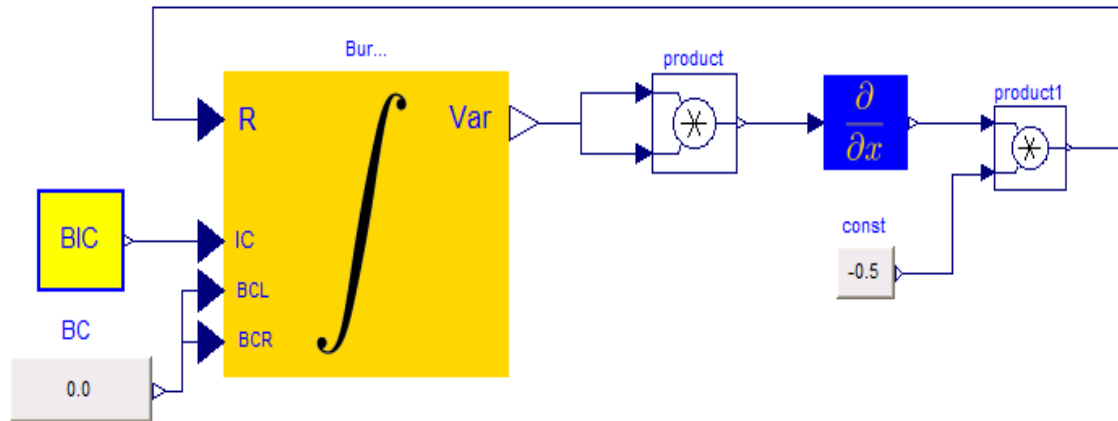 Bur...
product
product1
R
Var
∂
∂x
const
-0.5
BIC
IC
BCL
BCR
BC
0.0